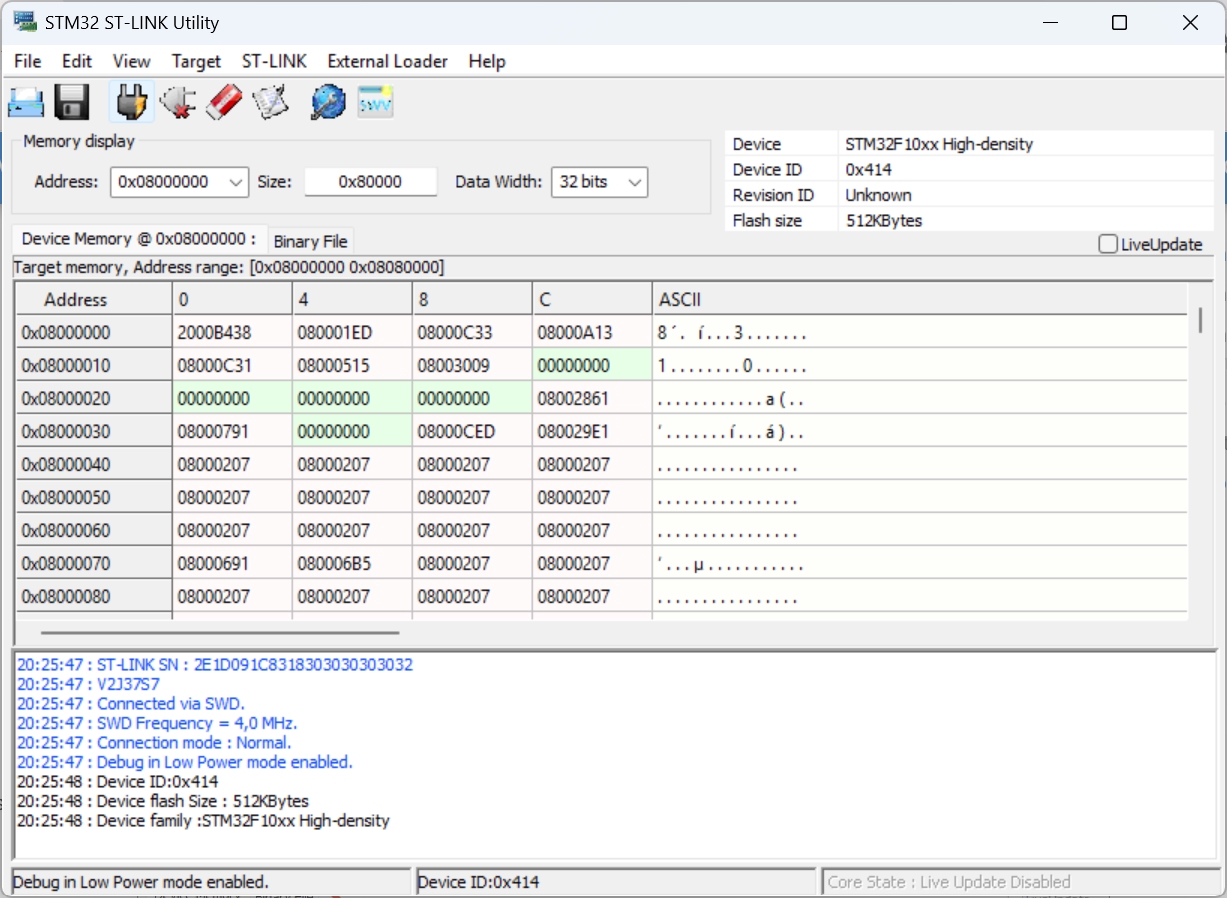 STM32 ST-LINK Utility
File Edit View Target ST-LINK External Loader Help
Memory display
Address: 0x08000000 Size: 0x80000 Data Width: 32 bits
Device STM32F10xx High-density
Device ID 0x414
Revision ID Unknown
Flash size 512KBytes
Device Memory @ 0x08000000 : Binary File
LiveUpdate
Target memory, Address range: [0x08000000 0x08080000]
Address 0 4 8 C ASCII
0x08000000 2000B438 080001ED 08000C33 08000A13 8´. í...3.......
0x08000010 08000C31 08000515 08003009 00000000 1........0......
0x08000020 00000000 00000000 00000000 08002861 ............a(..
0x08000030 08000791 00000000 08000CED 080029E1 ‘.......í...á)..
0x08000040 08000207 08000207 08000207 08000207 ................
0x08000050 08000207 08000207 08000207 08000207 ................
0x08000060 08000207 08000207 08000207 08000207 ................
0x08000070 08000691 080006B5 08000207 08000207 ‘...µ...........
0x08000080 08000207 08000207 08000207 08000207 ................
20:25:47 : ST-LINK SN : 2E1D091C8318303030303032
20:25:47 : V2J37S7
20:25:47 : Connected via SWD.
20:25:47 : SWD Frequency = 4,0 MHz.
20:25:47 : Connection mode : Normal.
20:25:47 : Debug in Low Power mode enabled.
20:25:48 : Device ID:0x414
20:25:48 : Device flash Size : 512KBytes
20:25:48 : Device family :STM32F10xx High-density
Debug in Low Power mode enabled. Device ID:0x414 Core State : Live Update Disabled